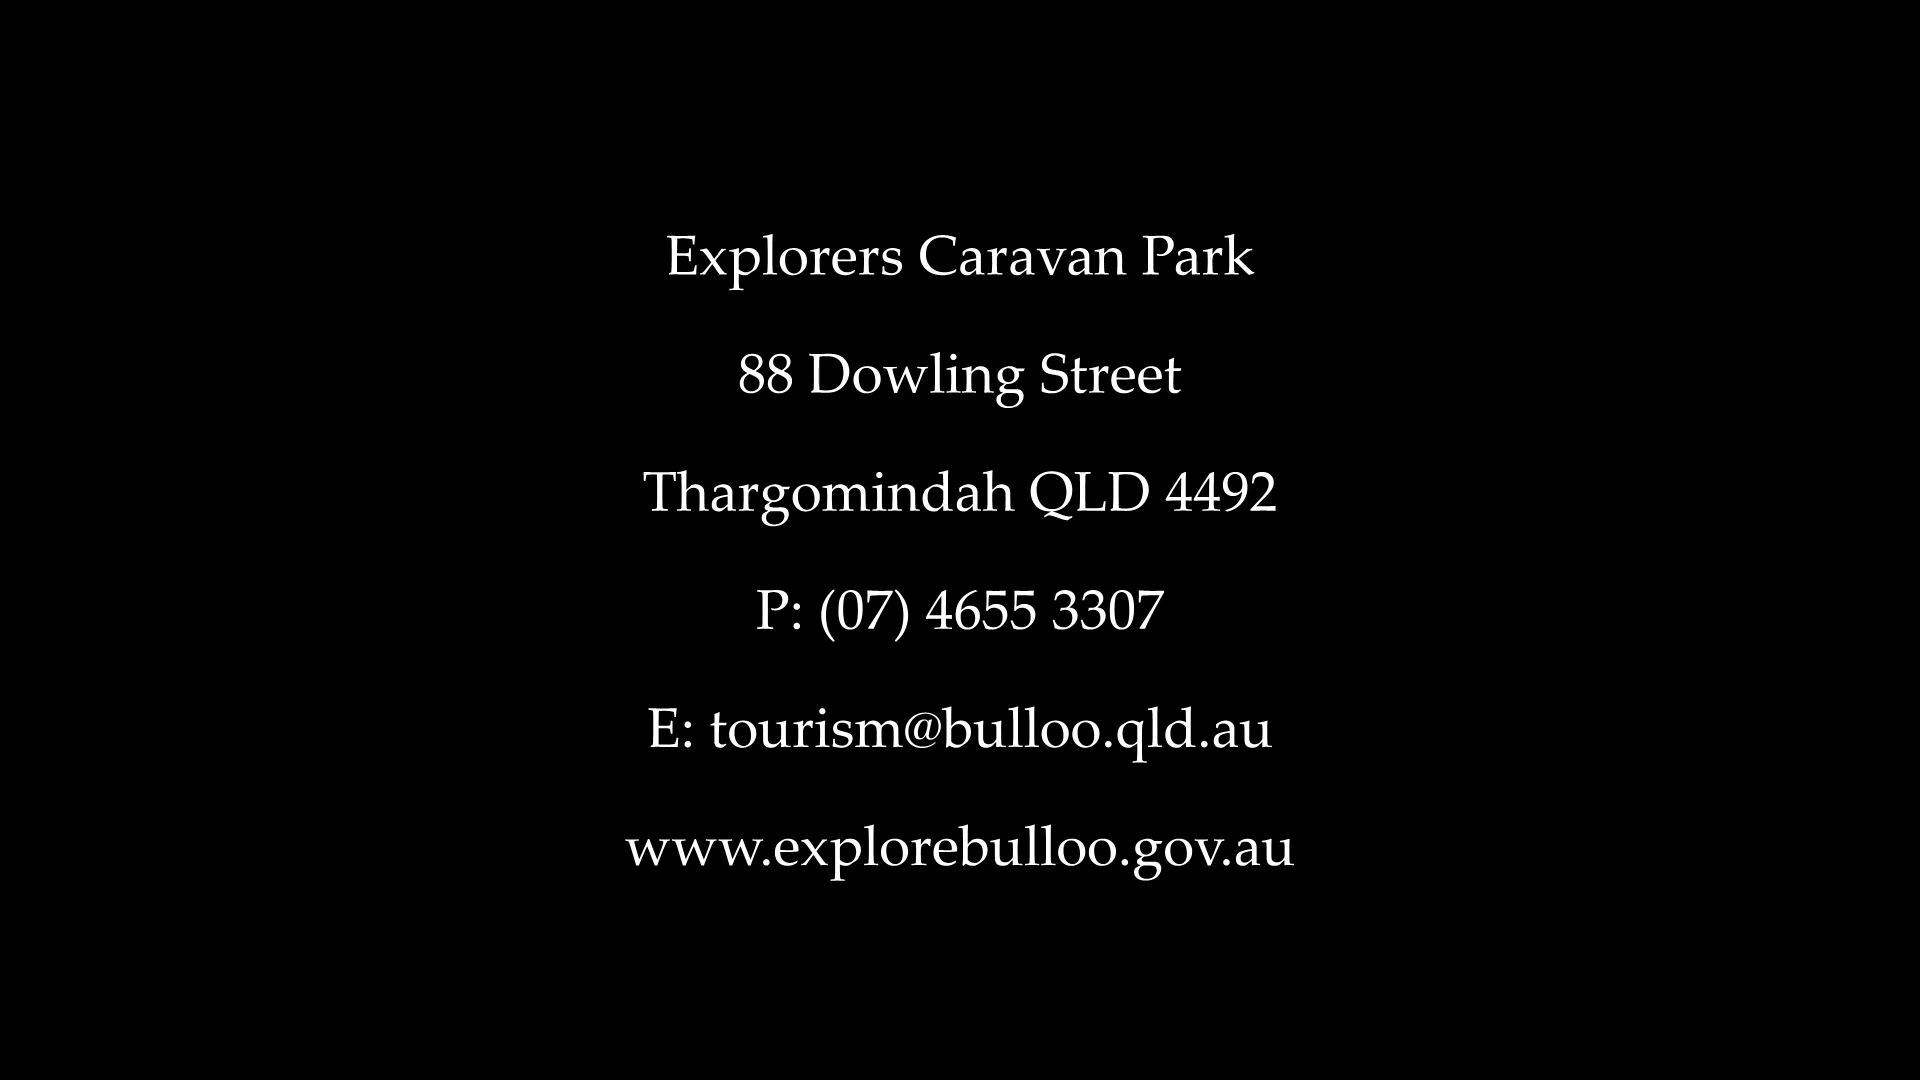 Explorers Caravan Park
88 Dowling Street
Thargomindah QLD 4492
P: (07) 4655 3307
E: tourism@bulloo.qld.au
www.explorebulloo.gov.au